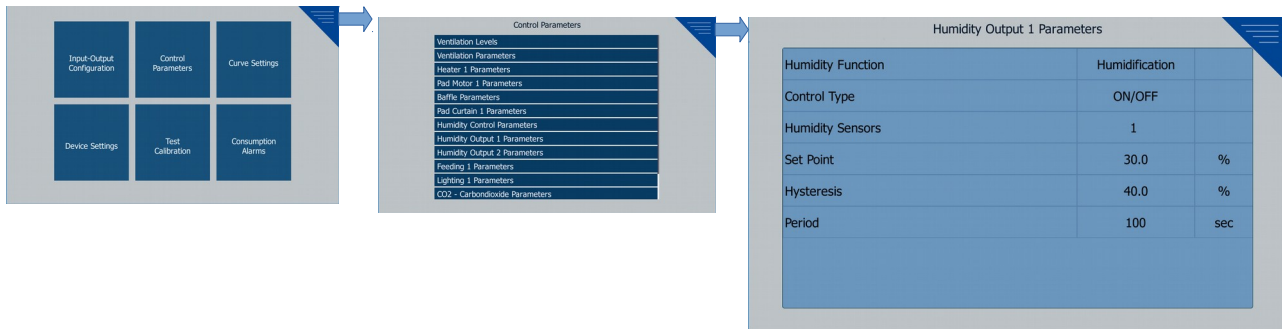 Input-Output
Configuration
Control
Parameters
Curve Settings
Device Settings
Test
Calibration
Consumption
Alarms
Control Parameters
Ventilation Levels
Ventilation Parameters
Heater 1 Parameters
Pad Motor 1 Parameters
Baffle Parameters
Pad Curtain 1 Parameters
Humidity Control Parameters
Humidity Output 1 Parameters
Humidity Output 2 Parameters
Feeding 1 Parameters
Lighting 1 Parameters
CO2 - Carbondioxide Parameters
Humidity Output 1 Parameters
Humidity Function Humidification
Control Type ON/OFF
Humidity Sensors 1
Set Point 30.0 %
Hysteresis 40.0 %
Period 100 sec